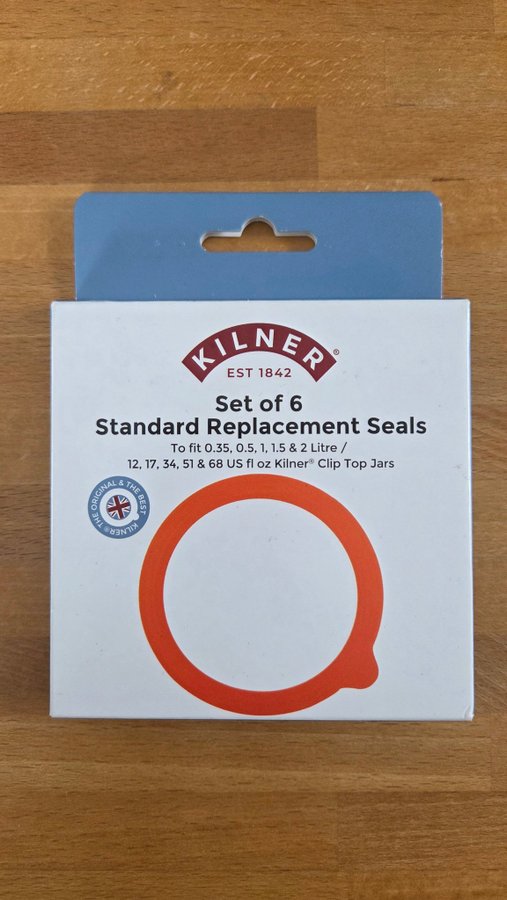 KILNER®
EST 1842
Set of 6
Standard Replacement Seals
To fit 0.35, 0.5, 1, 1.5 & 2 Litre /
12, 17, 34, 51 & 68 US fl oz Kilner® Clip Top Jars
KILNER® THE ORIGINAL & THE BEST